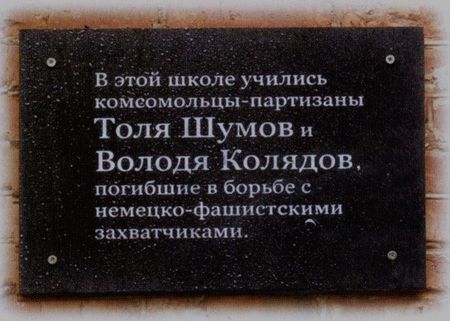 В этой школе учились
комсомольцы-партизаны
Толя Шумов и
Володя Колядов,
погибшие в борьбе с
немецко-фашистскими
захватчиками.